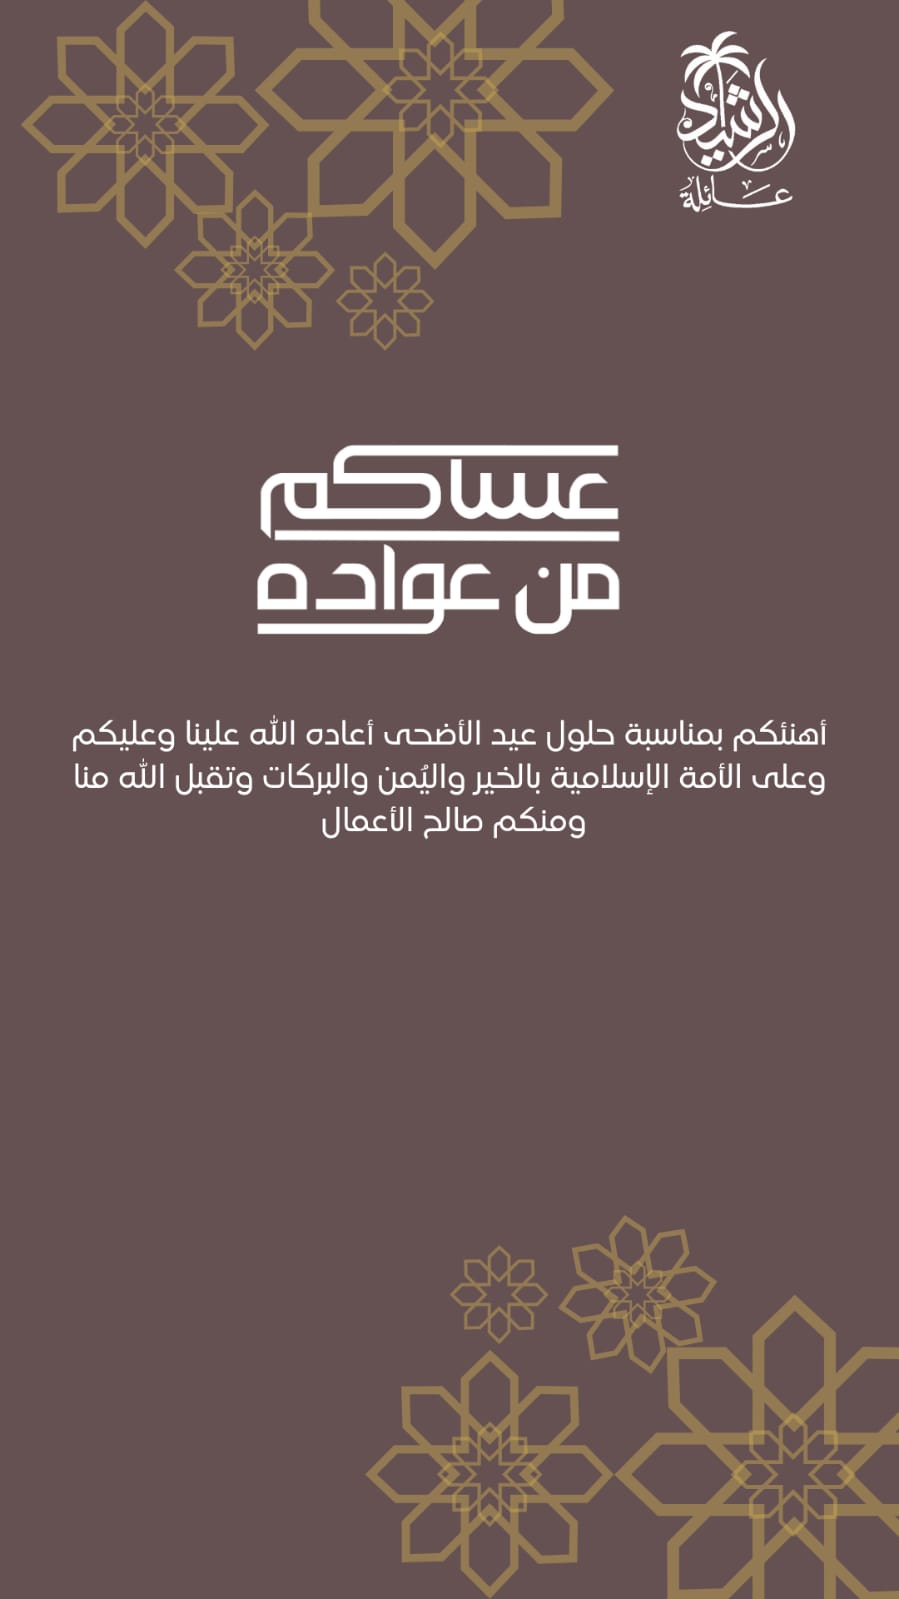 الرشيد
عائلة
عساكم
من عواده
أهنئكم بمناسبة حلول عيد الأضحى أعاده الله علينا وعليكم
وعلى الأمة الإسلامية بالخير واليُمن والبركات وتقبل الله منا
ومنكم صالح الأعمال